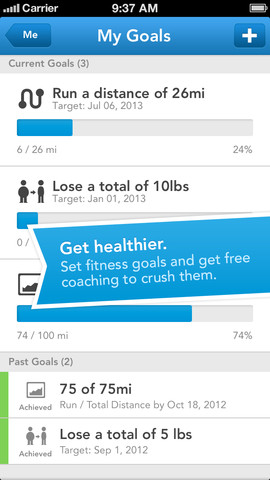 Carrier
9:37 AM
Me
My Goals
Current Goals (3)
Run a distance of 26mi
Target: Jul 06, 2013
6 / 26 mi
24%
Lose a total of 10lbs
Target: Jan 01, 2013
0 /
Get healthier.
Set fitness goals and get free
coaching to crush them.
74 / 100 mi
74%
Past Goals (2)
75 of 75mi
Achieved
Run / Total Distance by Oct 18, 2012
Lose a total of 5 lbs
Achieved
Target: Sep 1, 2012